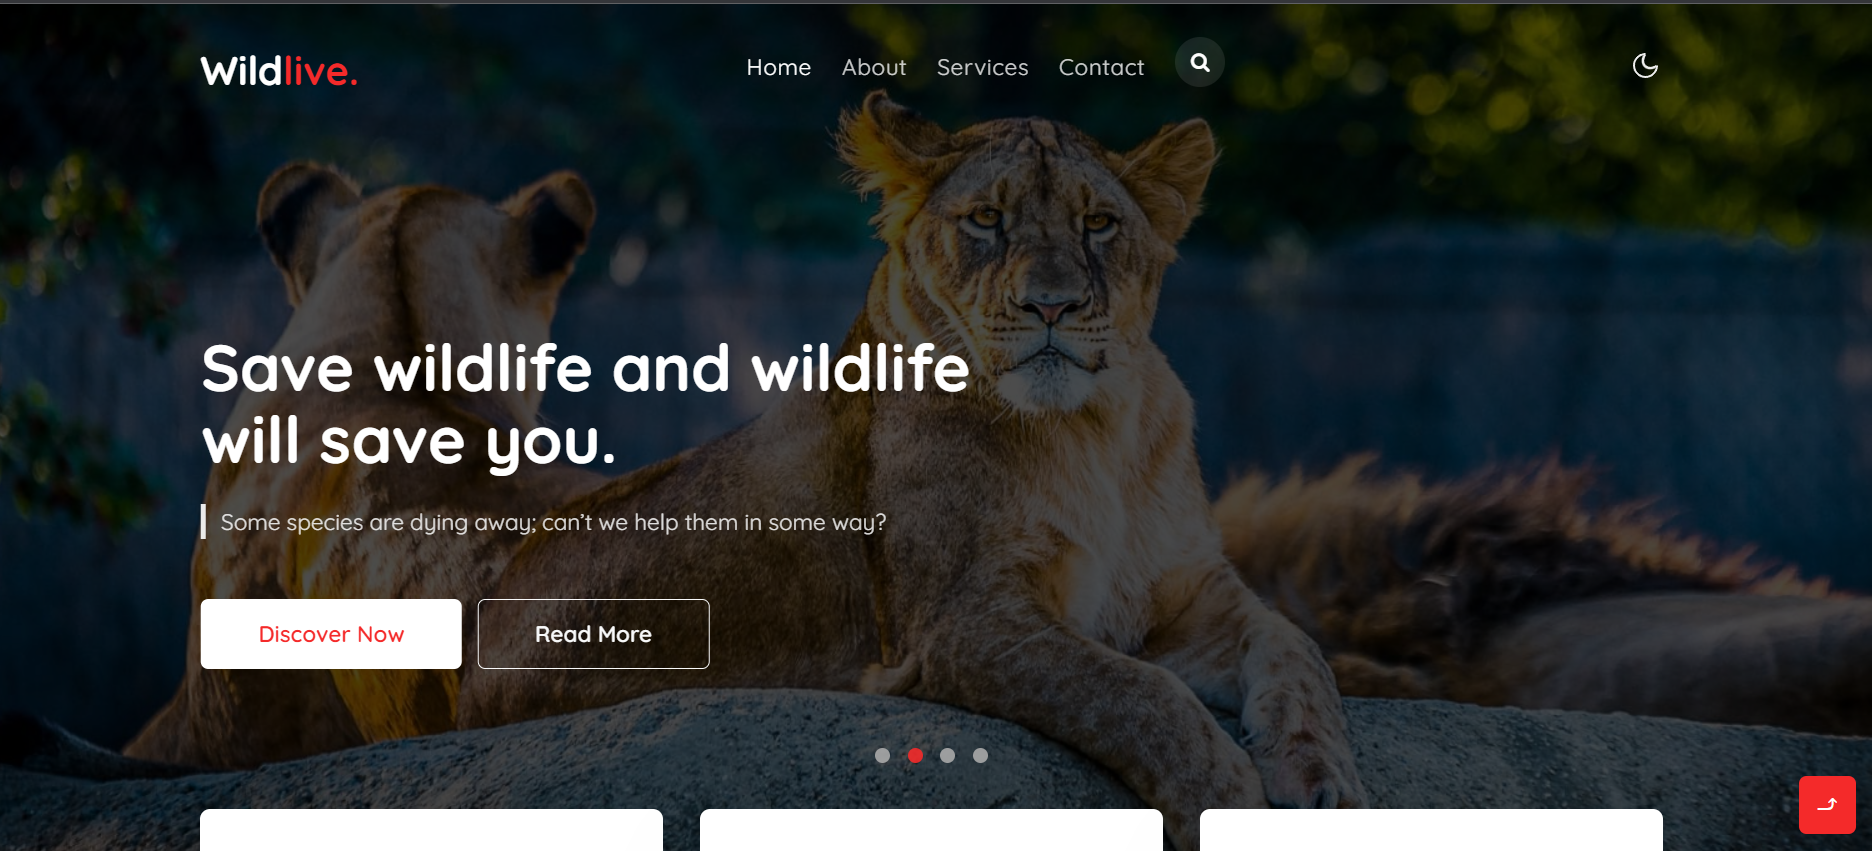 Wildlive.
Home About Services Contact
Save wildlife and wildlife
will save you.
Some species are dying away; can’t we help them in some way?
Discover Now
Read More